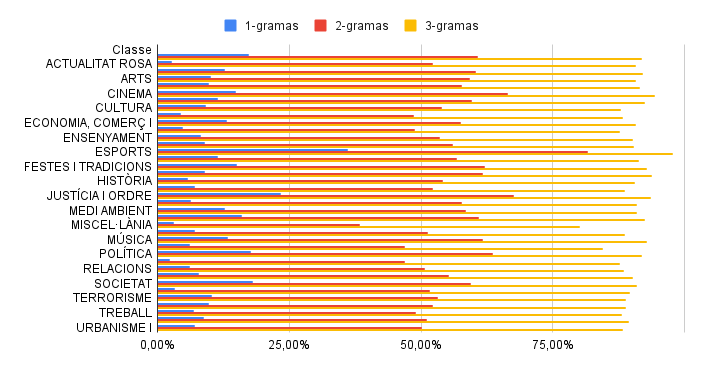 1-gramas 2-gramas 3-gramas
Classe
ACTUALITAT ROSA
ARTS
CINEMA
CULTURA
ECONOMIA, COMERÇ I
ENSENYAMENT
ESPORTS
FESTES I TRADICIONS
HISTÒRIA
JUSTÍCIA I ORDRE
MEDI AMBIENT
MISCEL·LÀNIA
MÚSICA
POLÍTICA
RELACIONS
SOCIETAT
TERRORISME
TREBALL
URBANISME I
0,00% 25,00% 50,00% 75,00%